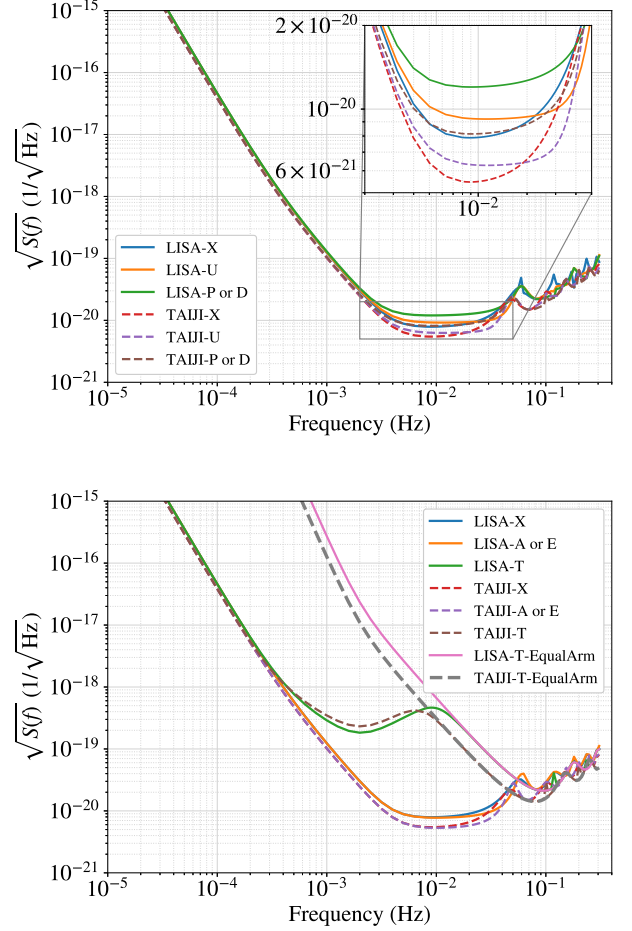 10⁻¹⁵
10⁻¹⁶
10⁻¹⁷
10⁻¹⁸
10⁻¹⁹
10⁻²⁰
10⁻²¹
√S(f) (1/√Hz)
2 × 10⁻²⁰
10⁻²⁰
6 × 10⁻²¹
10⁻²
LISA-X
LISA-U
LISA-P or D
TAIJI-X
TAIJI-U
TAIJI-P or D
10⁻⁵ 10⁻⁴ 10⁻³ 10⁻² 10⁻¹
Frequency (Hz)
10⁻¹⁵
10⁻¹⁶
10⁻¹⁷
10⁻¹⁸
10⁻¹⁹
10⁻²⁰
10⁻²¹
√S(f) (1/√Hz)
LISA-X
LISA-A or E
LISA-T
TAIJI-X
TAIJI-A or E
TAIJI-T
LISA-T-EqualArm
TAIJI-T-EqualArm
10⁻⁵ 10⁻⁴ 10⁻³ 10⁻² 10⁻¹
Frequency (Hz)